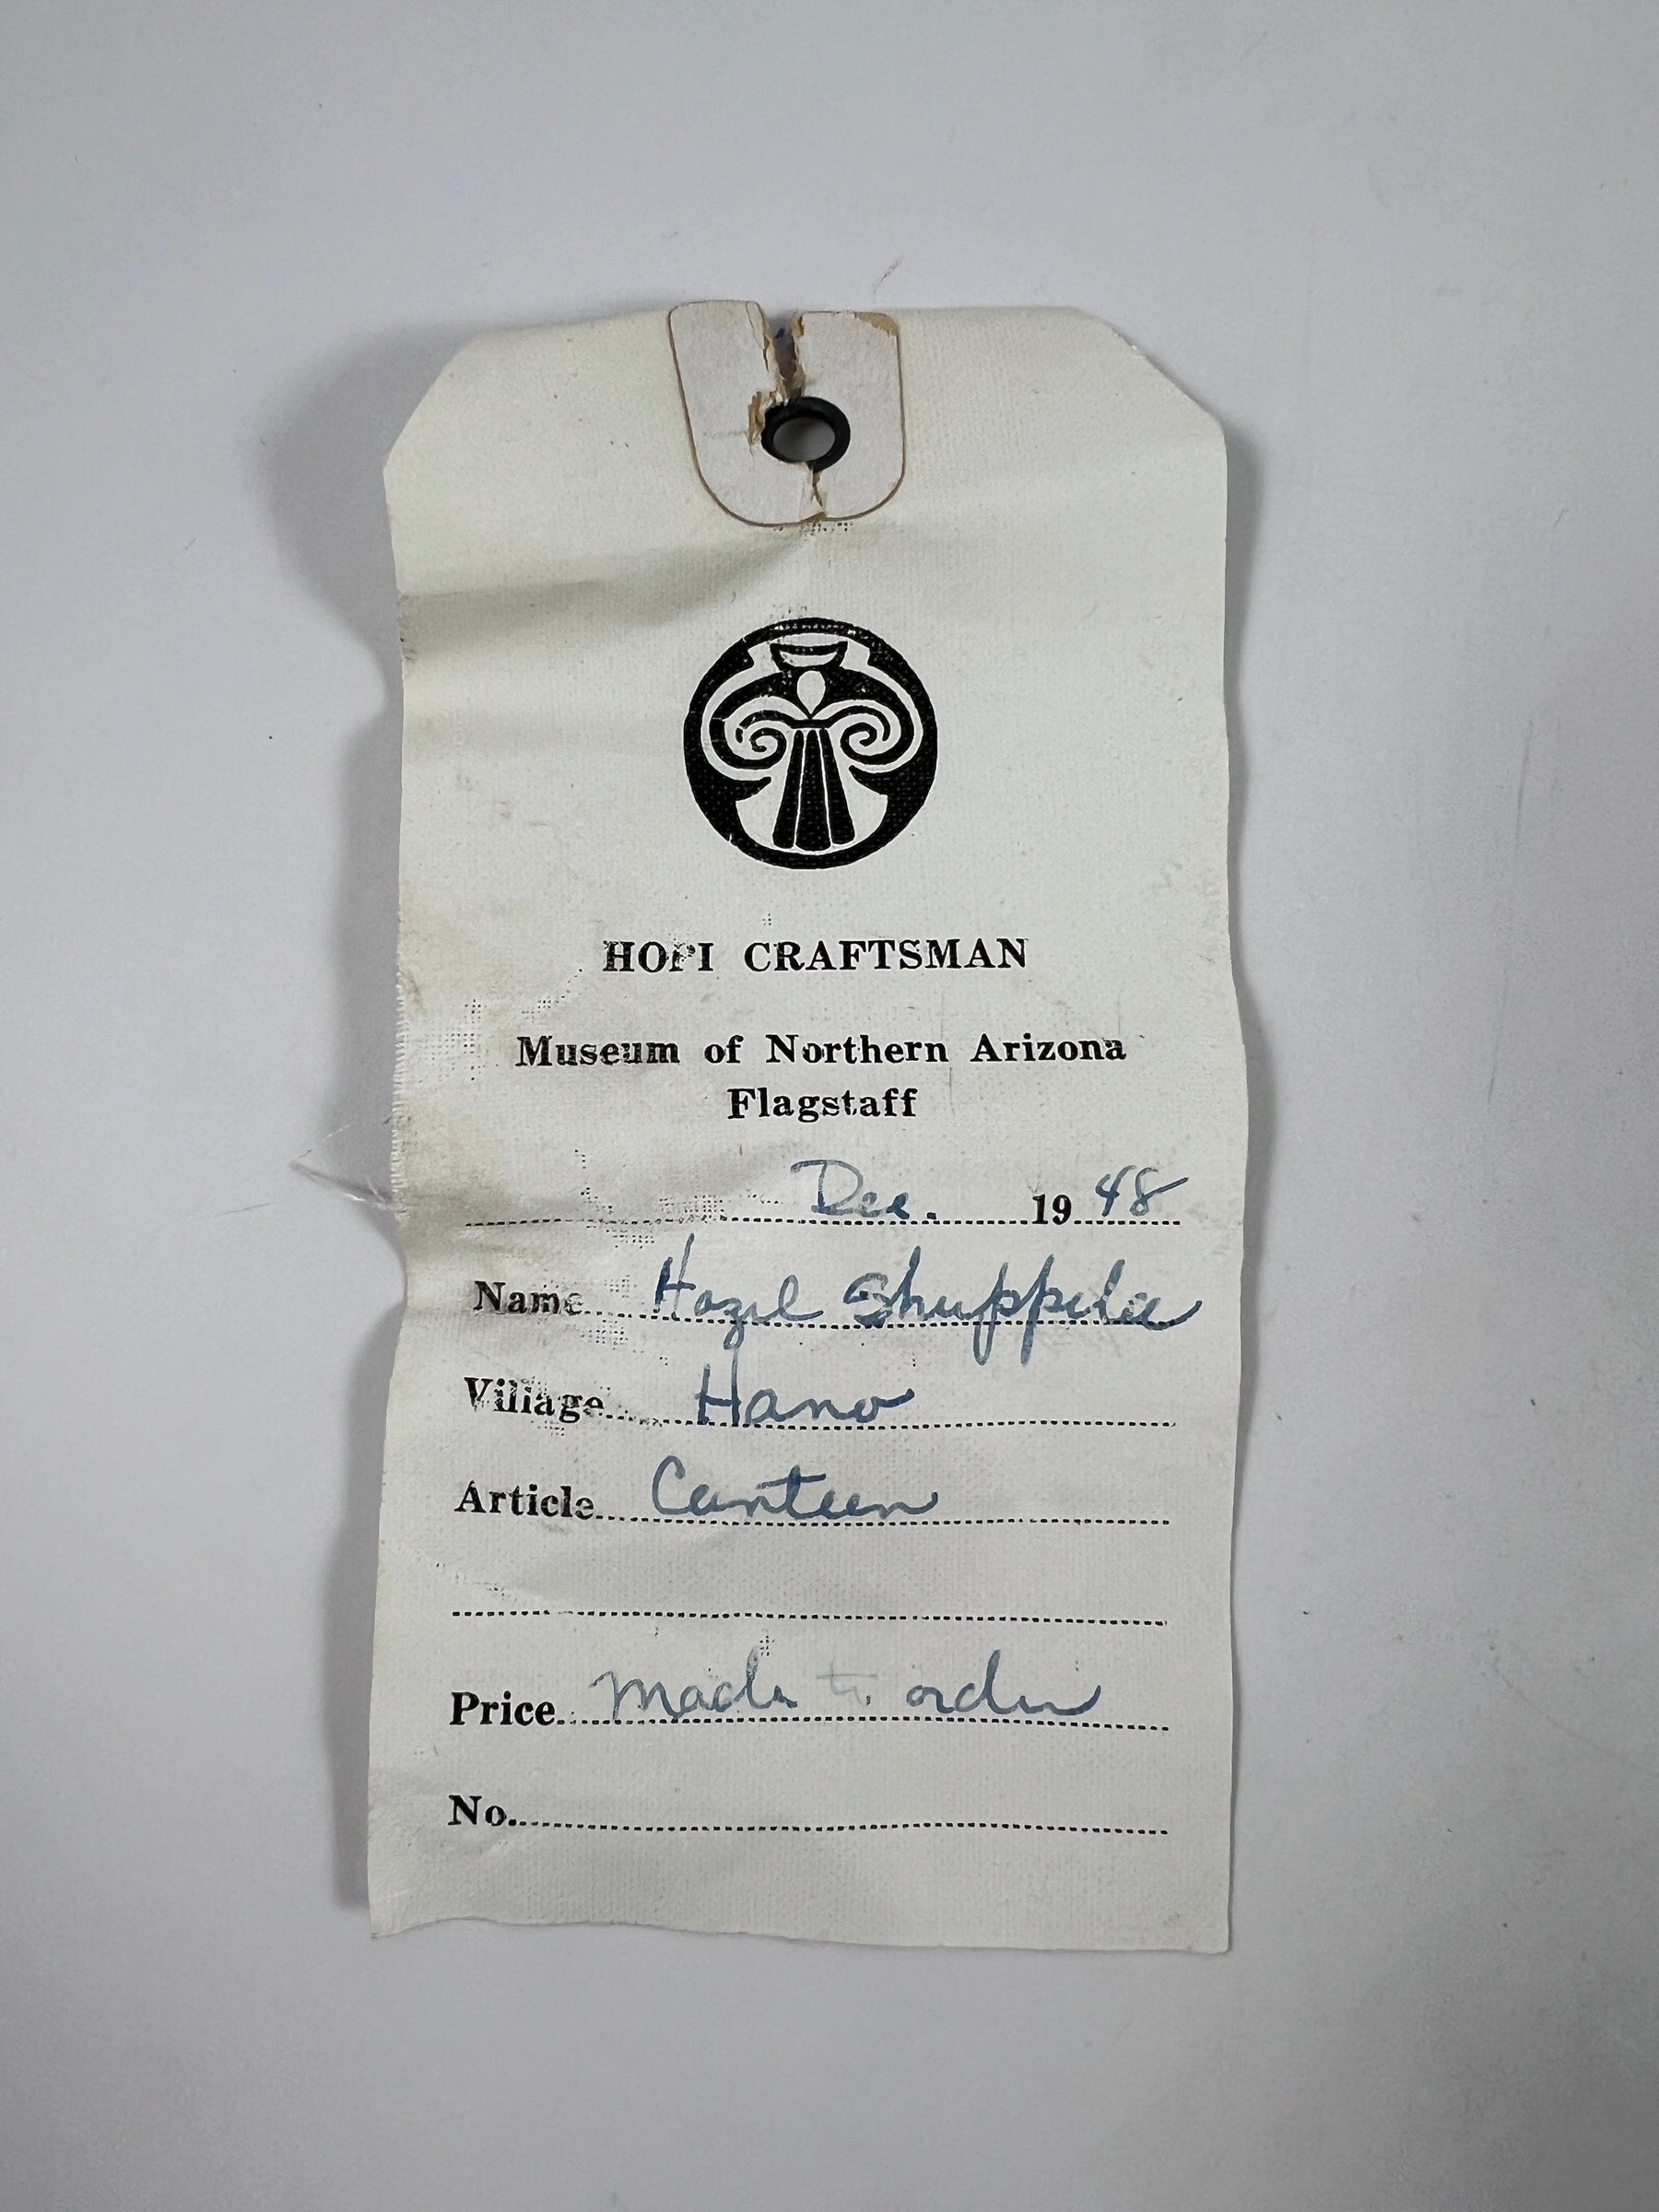 HOPI CRAFTSMAN
Museum of Northern Arizona
Flagstaff
Dec. 1948
Name Hazel Shuppela
Village Hano
Article Canteen
Price made to order
No.